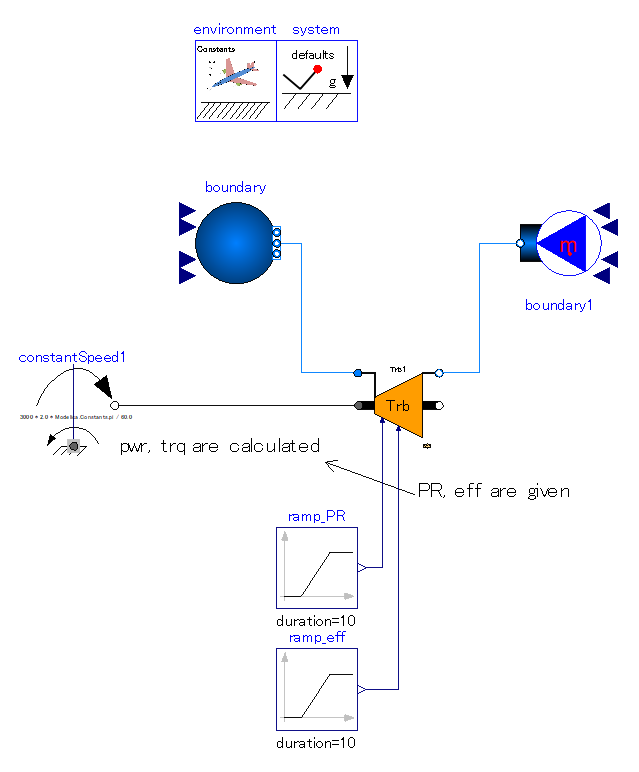 environment system
Constants
defaults
g
boundary
m
boundary1
Trb1
constantSpeed1
Trb
3000 * 2.0 * Modelica.Constants.pi / 60.0
pwr, trq are calculated
PR, eff are given
ramp_PR
duration=10
ramp_eff
duration=10